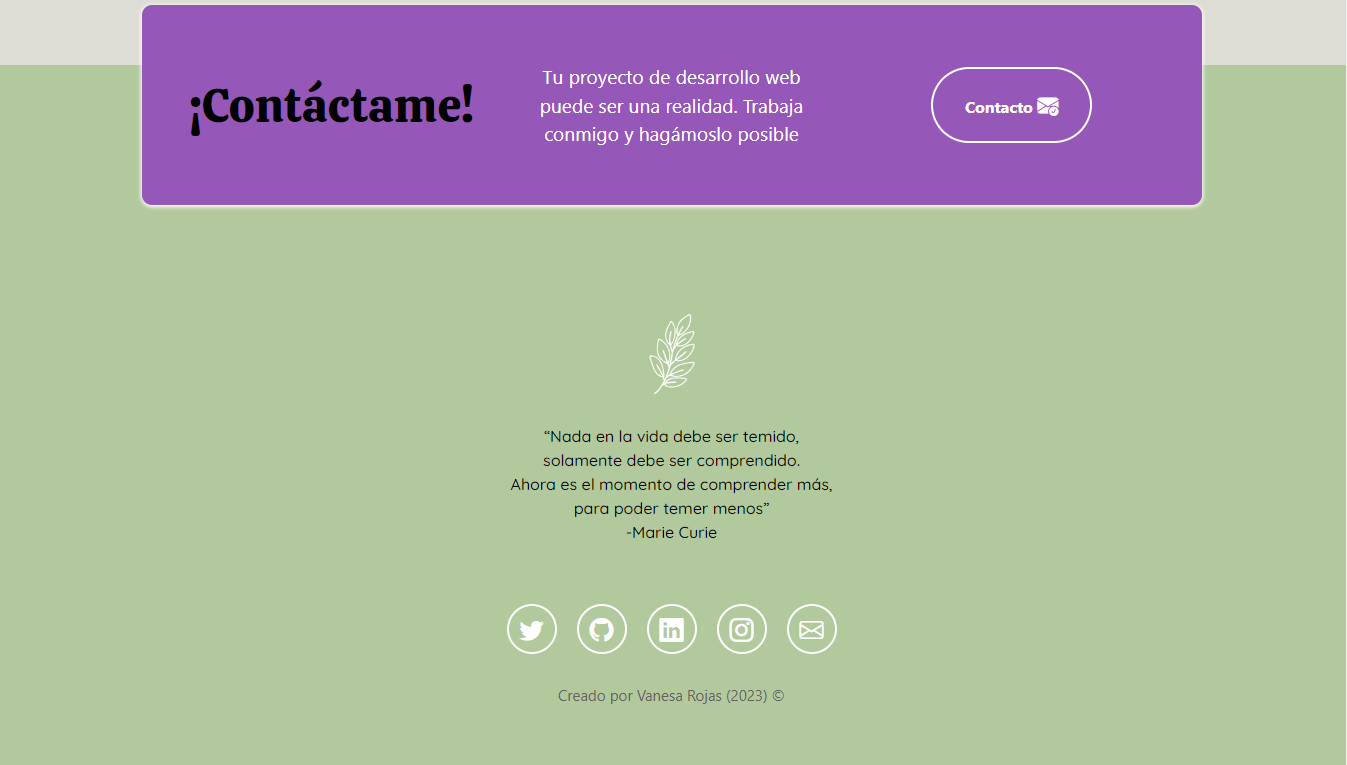 ¡Contáctame!
Tu proyecto de desarrollo web
puede ser una realidad. Trabaja
conmigo y hagámoslo posible
Contacto
“Nada en la vida debe ser temido,
solamente debe ser comprendido.
Ahora es el momento de comprender más,
para poder temer menos”
-Marie Curie
in
Creado por Vanesa Rojas (2023) ©